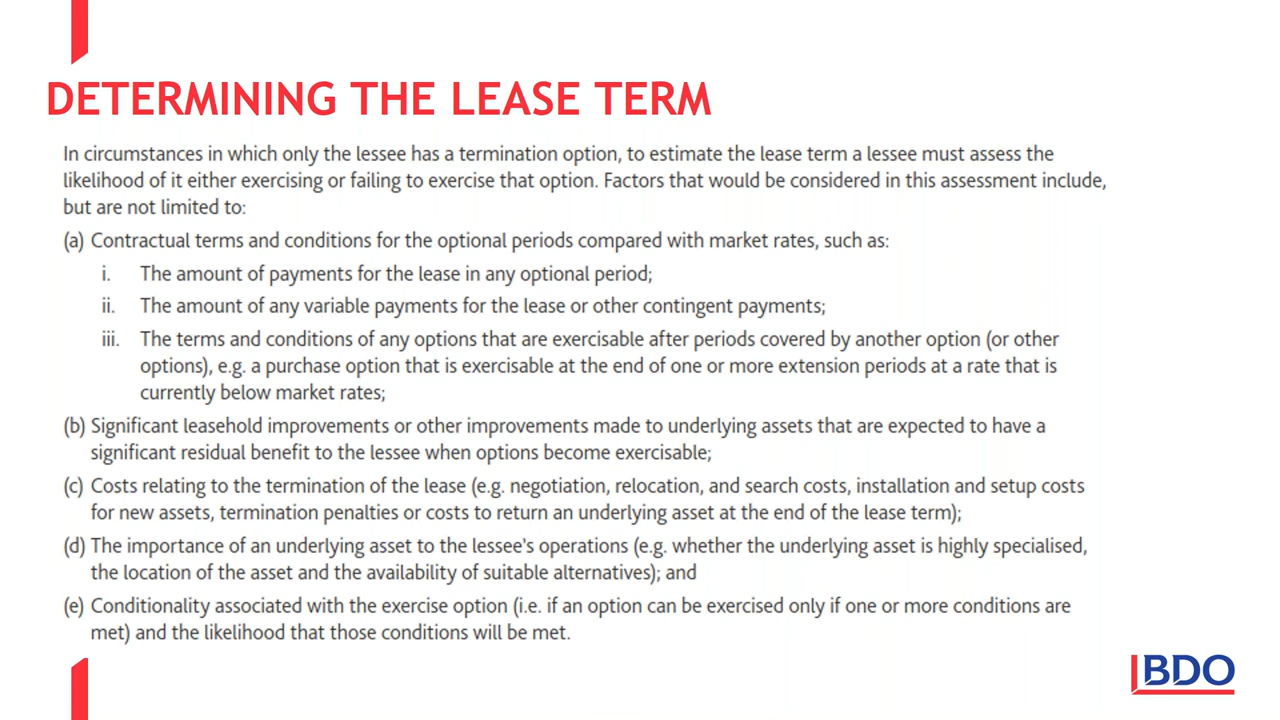 DETERMINING THE LEASE TERM
In circumstances in which only the lessee has a termination option, to estimate the lease term a lessee must assess the
likelihood of it either exercising or failing to exercise that option. Factors that would be considered in this assessment include,
but are not limited to:
(a) Contractual terms and conditions for the optional periods compared with market rates, such as:
i. The amount of payments for the lease in any optional period;
ii. The amount of any variable payments for the lease or other contingent payments;
iii. The terms and conditions of any options that are exercisable after periods covered by another option (or other
options), e.g. a purchase option that is exercisable at the end of one or more extension periods at a rate that is
currently below market rates;
(b) Significant leasehold improvements or other improvements made to underlying assets that are expected to have a
significant residual benefit to the lessee when options become exercisable;
(c) Costs relating to the termination of the lease (e.g. negotiation, relocation, and search costs, installation and setup costs
for new assets, termination penalties or costs to return an underlying asset at the end of the lease term);
(d) The importance of an underlying asset to the lessee's operations (e.g. whether the underlying asset is highly specialised,
the location of the asset and the availability of suitable alternatives); and
(e) Conditionality associated with the exercise option (i.e. if an option can be exercised only if one or more conditions are
met) and the likelihood that those conditions will be met.
BDO